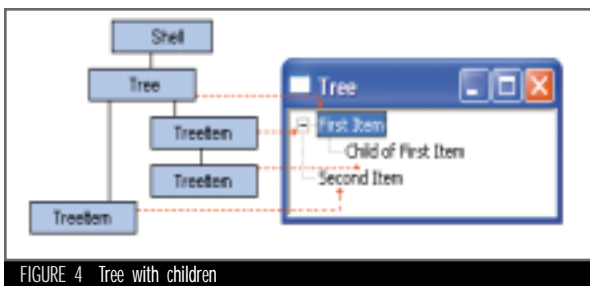 Shell
Tree
TreeItem
TreeItem
TreeItem
Tree
First Item
Child of First Item
Second Item
FIGURE 4 Tree with children